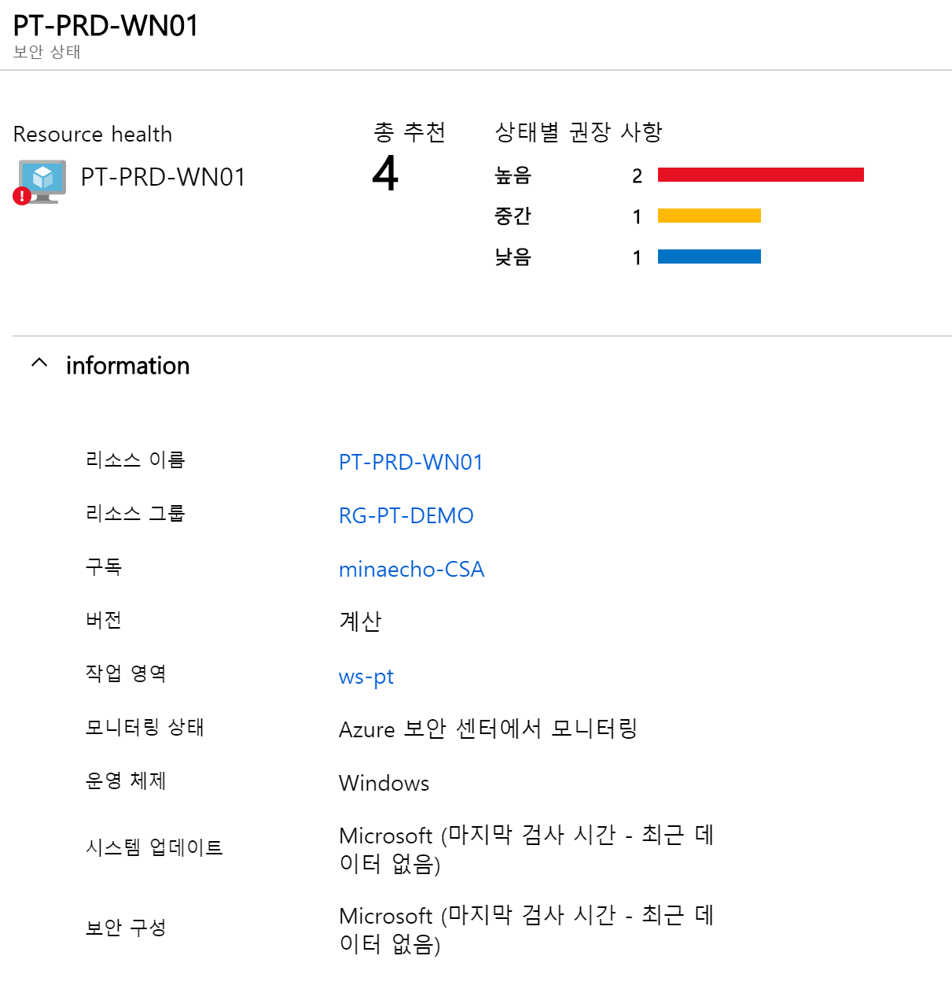 PT-PRD-WN01
보안 상태
Resource health
PT-PRD-WN01
총 추천
4
상태별 권장 사항
높음 2
중간 1
낮음 1
information
리소스 이름 PT-PRD-WN01
리소스 그룹 RG-PT-DEMO
구독 minaecho-CSA
버전 계산
작업 영역 ws-pt
모니터링 상태 Azure 보안 센터에서 모니터링
운영 체제 Windows
시스템 업데이트 Microsoft (마지막 검사 시간 - 최근 데
이터 없음)
보안 구성 Microsoft (마지막 검사 시간 - 최근 데
이터 없음)